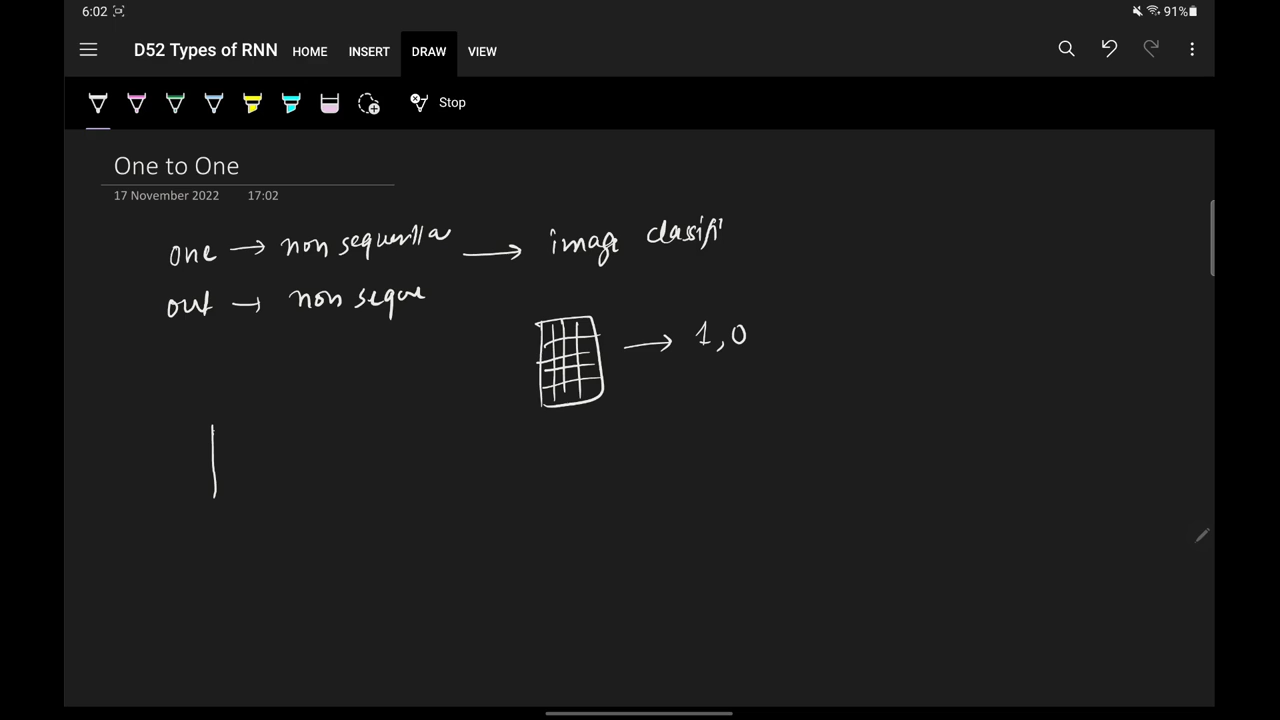 6:02 91%
D52 Types of RNN HOME INSERT DRAW VIEW
Stop
One to One
17 November 2022 17:02
one → non sequentia → image classifi
out → non seque
→ 1,0